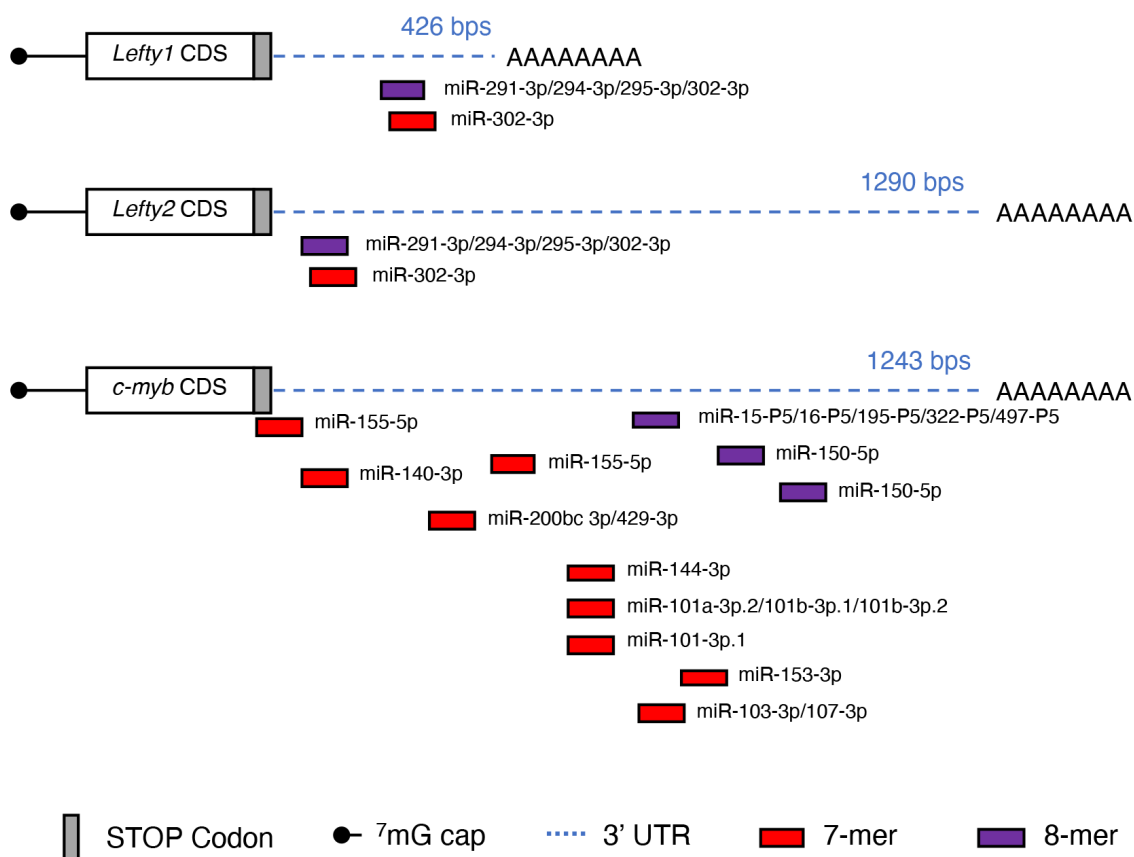 426 bps
Lefty1 CDS
AAAAAAAA
miR-291-3p/294-3p/295-3p/302-3p
miR-302-3p
1290 bps
Lefty2 CDS
AAAAAAAA
miR-291-3p/294-3p/295-3p/302-3p
miR-302-3p
1243 bps
c-myb CDS
AAAAAAAA
miR-155-5p
miR-15-P5/16-P5/195-P5/322-P5/497-P5
miR-150-5p
miR-155-5p
miR-140-3p
miR-150-5p
miR-200bc 3p/429-3p
miR-144-3p
miR-101a-3p.2/101b-3p.1/101b-3p.2
miR-101-3p.1
miR-153-3p
miR-103-3p/107-3p
STOP Codon
⁷mG cap
3' UTR
7-mer
8-mer